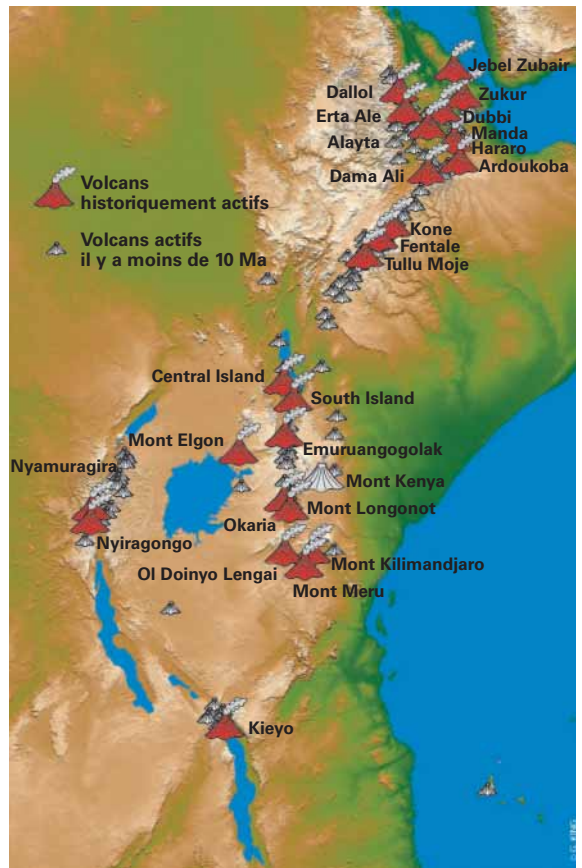 Jebel Zubair
Dallol
Zukur
Erta Ale
Dubbi
Alayta
Manda
Hararo
Dama Ali
Ardoukoba
Volcans
historiquement actifs
Volcans actifs
il y a moins de 10 Ma
Kone
Fentale
Tullu Moje
Central Island
South Island
Mont Elgon
Emuruangogolak
Nyamuragira
Mont Kenya
Okaria
Mont Longonot
Nyiragongo
Ol Doinyo Lengai
Mont Kilimandjaro
Mont Meru
Kieyo
G. KING